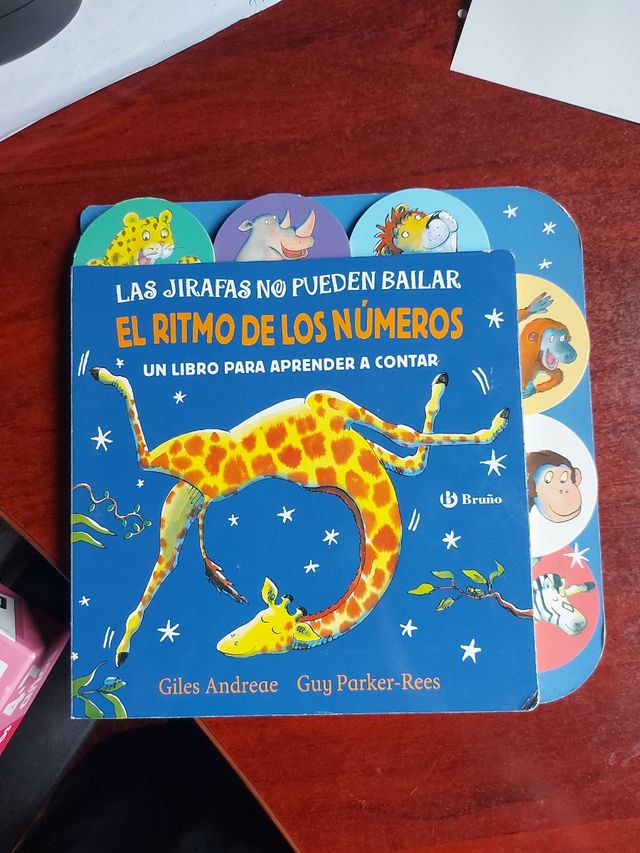 LAS JIRAFAS NO PUEDEN BAILAR
EL RITMO DE LOS NÚMEROS
UN LIBRO PARA APRENDER A CONTAR
B Bruño
Giles Andreae Guy Parker-Rees